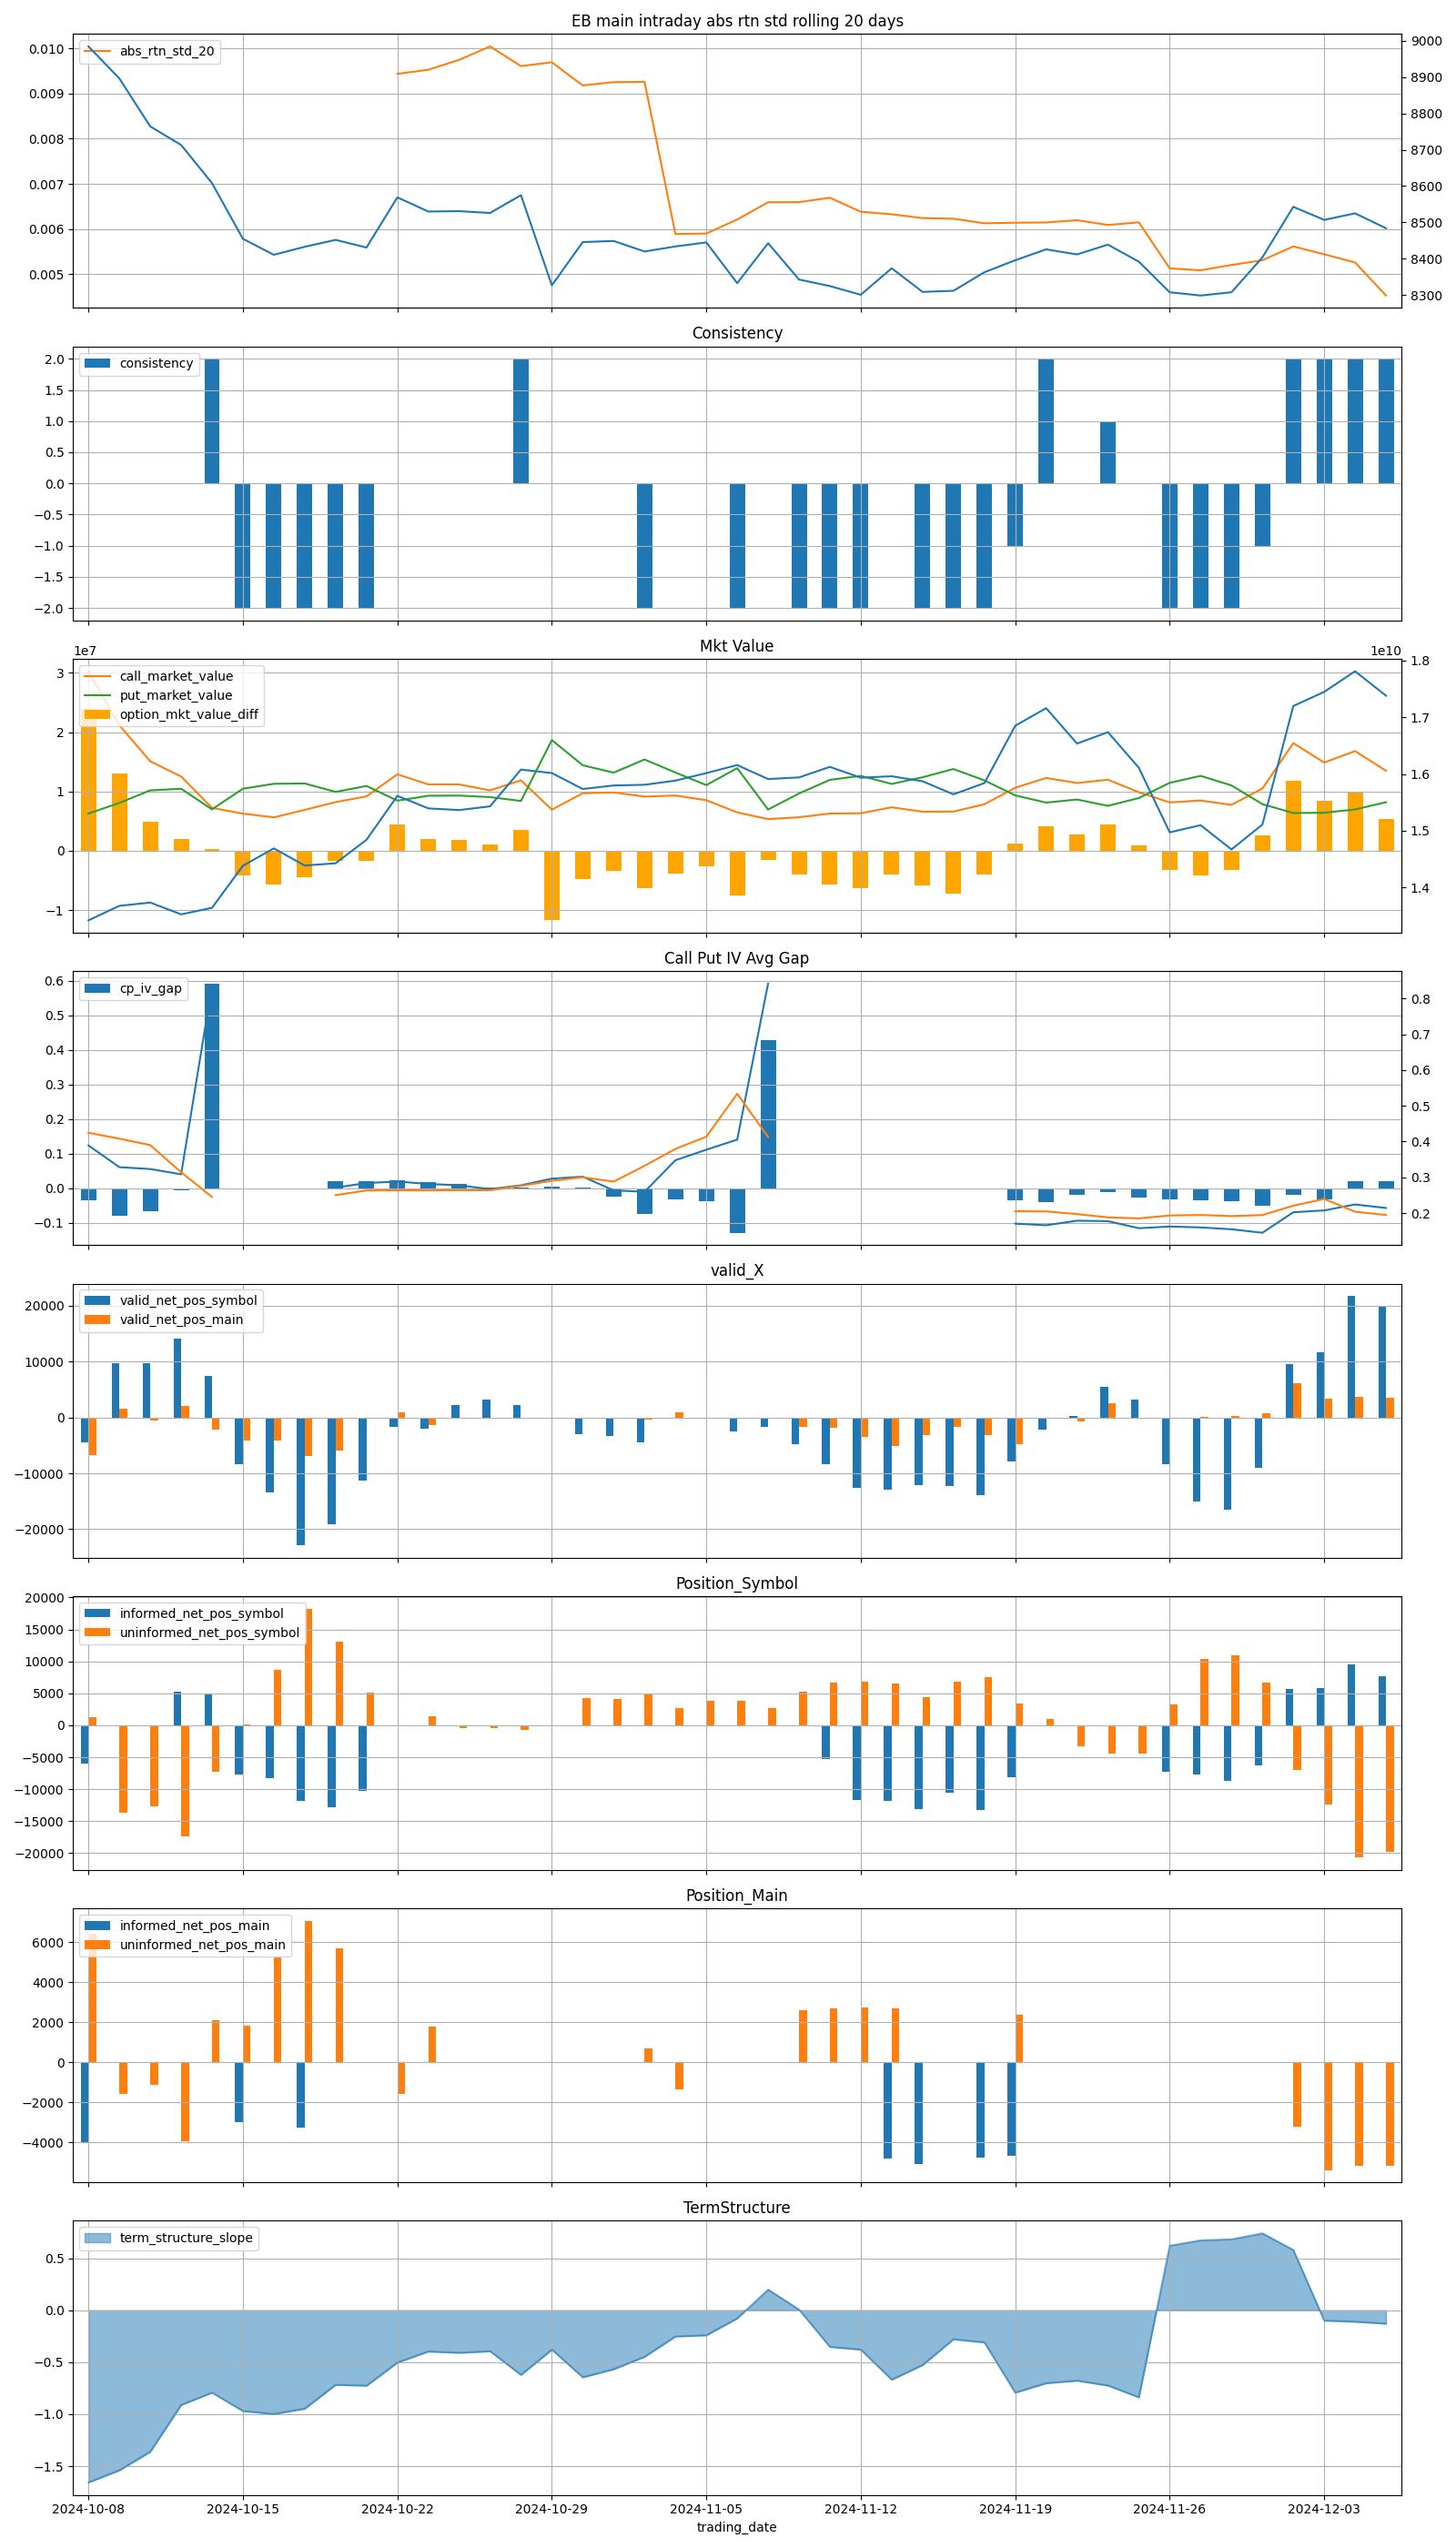 EB main intraday abs rtn std rolling 20 days
abs_rtn_std_20
0.010
0.009
0.008
0.007
0.006
0.005
9000
8900
8800
8700
8600
8500
8400
8300
Consistency
consistency
2.0
1.5
1.0
0.5
0.0
−0.5
−1.0
−1.5
−2.0
Mkt Value
1e7
1e10
call_market_value
put_market_value
option_mkt_value_diff
3
2
1
0
−1
1.8
1.7
1.6
1.5
1.4
Call Put IV Avg Gap
cp_iv_gap
0.6
0.5
0.4
0.3
0.2
0.1
0.0
−0.1
0.8
0.7
0.6
0.5
0.4
0.3
0.2
valid_X
valid_net_pos_symbol
valid_net_pos_main
20000
10000
0
−10000
−20000
Position_Symbol
informed_net_pos_symbol
uninformed_net_pos_symbol
20000
15000
10000
5000
0
−5000
−10000
−15000
−20000
Position_Main
informed_net_pos_main
uninformed_net_pos_main
6000
4000
2000
0
−2000
−4000
TermStructure
term_structure_slope
0.5
0.0
−0.5
−1.0
−1.5
2024-10-08 2024-10-15 2024-10-22 2024-10-29 2024-11-05 2024-11-12 2024-11-19 2024-11-26 2024-12-03
trading_date